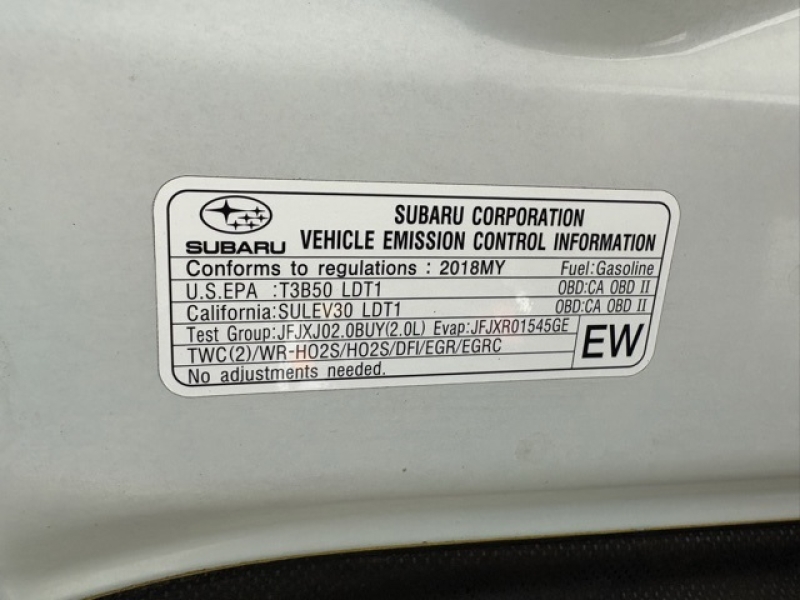 SUBARU
SUBARU CORPORATION
VEHICLE EMISSION CONTROL INFORMATION
Conforms to regulations : 2018MY Fuel:Gasoline
U.S.EPA :T3B50 LDT1 OBD:CA OBD II
California:SULEV30 LDT1 OBD:CA OBD II
Test Group:JFJXJ02.0BUY(2.0L) Evap:JFJXR01545GE
TWC(2)/WR-HO2S/HO2S/DFI/EGR/EGRC
No adjustments needed.
EW